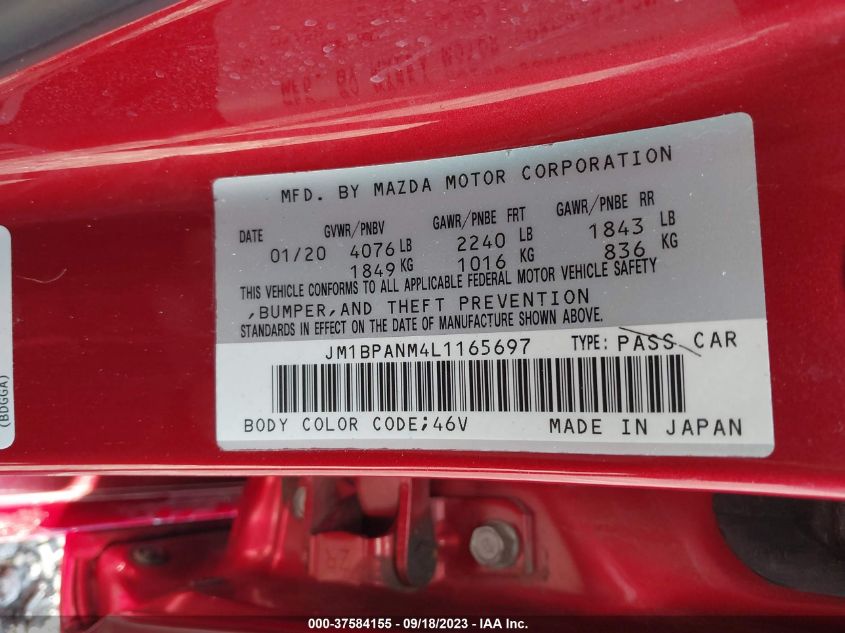 MFD. BY MAZDA MOTOR CORPORATION
DATE GVWR/PNBV GAWR/PNBE FRT GAWR/PNBE RR
01/20 4076 LB 2240 LB 1843 LB
1849 KG 1016 KG 836 KG
THIS VEHICLE CONFORMS TO ALL APPLICABLE FEDERAL MOTOR VEHICLE SAFETY
,BUMPER,AND THEFT PREVENTION
STANDARDS IN EFFECT ON THE DATE OF MANUFACTURE SHOWN ABOVE.
JM1BPANM4L1165697 TYPE: PASS CAR
BODY COLOR CODE;46V MADE IN JAPAN
(BDGGA)
000-37584155 - 09/18/2023 - IAA Inc.